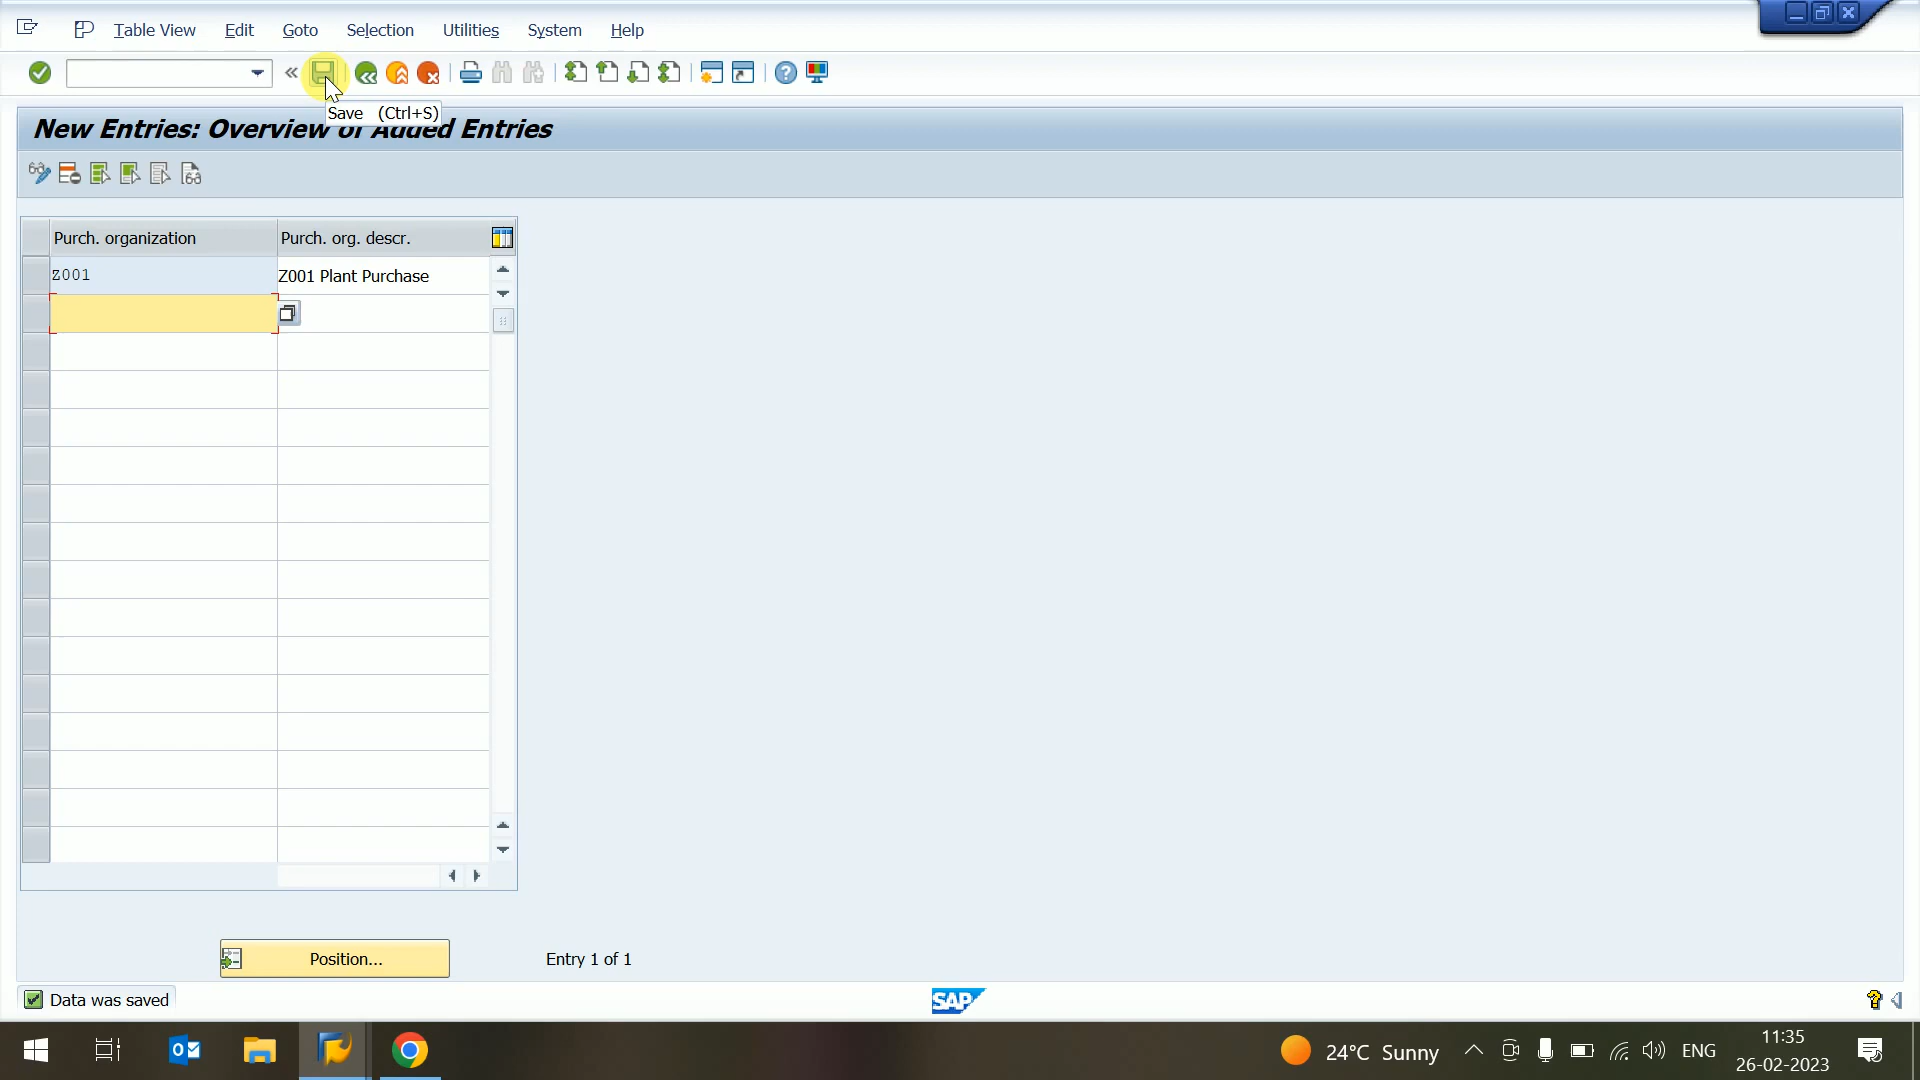 Table View Edit Goto Selection Utilities System Help
Save (Ctrl+S)
New Entries: Overview of Added Entries
Purch. organization Purch. org. descr.
Z001 Z001 Plant Purchase
Position... Entry 1 of 1
Data was saved
SAP
24°C Sunny ENG 11:35
26-02-2023